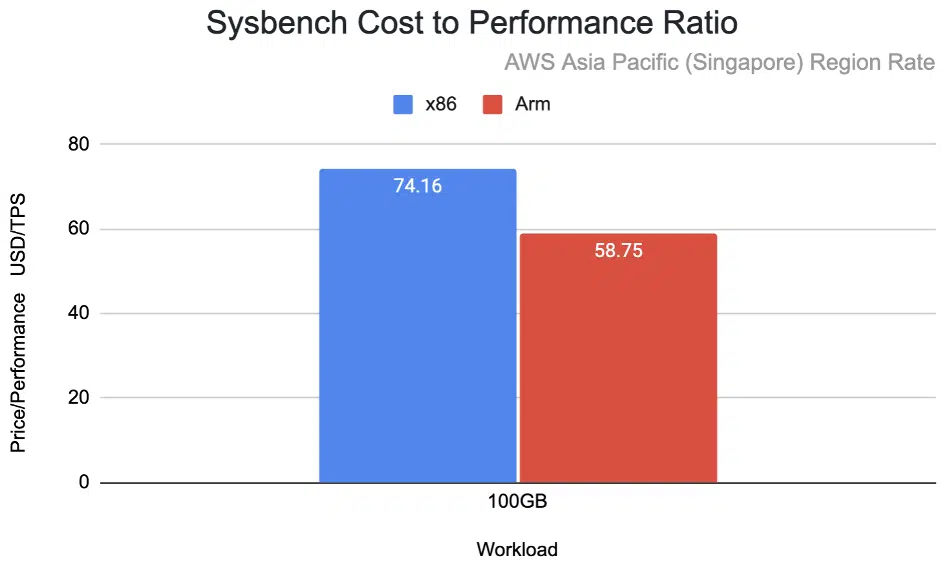 Sysbench Cost to Performance Ratio
AWS Asia Pacific (Singapore) Region Rate
x86 Arm
80
60
40
20
0
74.16
58.75
Price/Performance USD/TPS
100GB
Workload